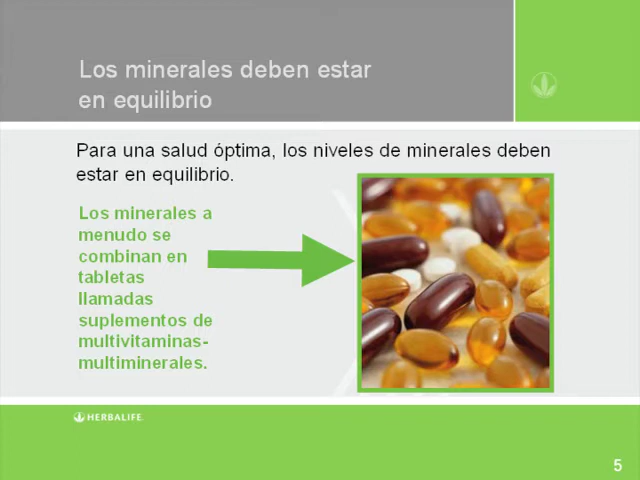 Los minerales deben estar
en equilibrio
Para una salud óptima, los niveles de minerales deben
estar en equilibrio.
Los minerales a
menudo se
combinan en
tabletas
llamadas
suplementos de
multivitaminas-
multiminerales.
HERBALIFE
5